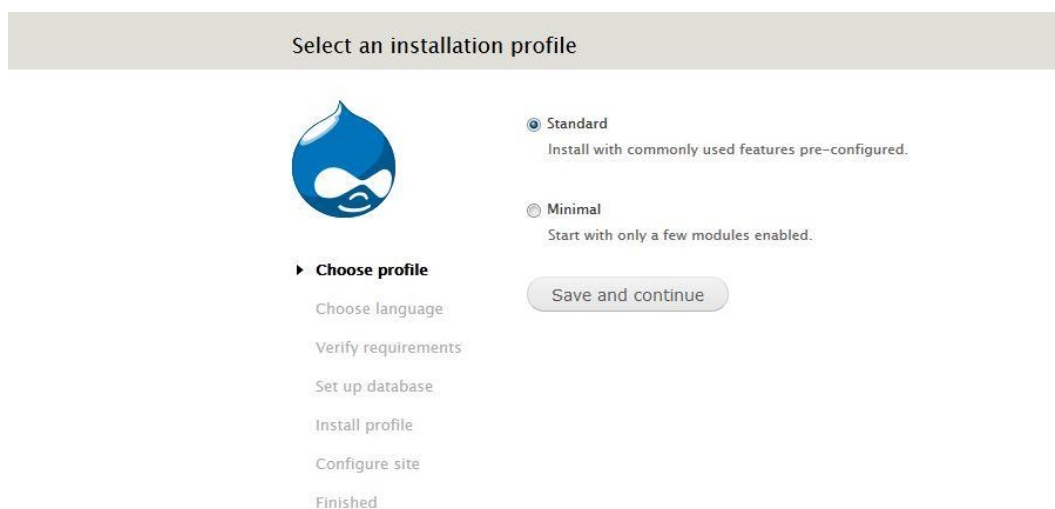 Select an installation profile
Standard
Install with commonly used features pre-configured.
Minimal
Start with only a few modules enabled.
Save and continue
Choose profile
Choose language
Verify requirements
Set up database
Install profile
Configure site
Finished